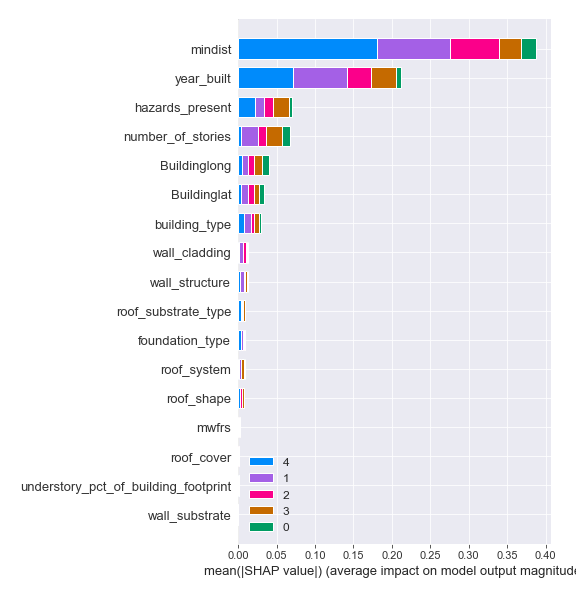 mindist
year_built
hazards_present
number_of_stories
Buildinglong
Buildinglat
building_type
wall_cladding
wall_structure
roof_substrate_type
foundation_type
roof_system
roof_shape
mwfrs
roof_cover
understory_pct_of_building_footprint
wall_substrate
4
1
2
3
0
0.00 0.05 0.10 0.15 0.20 0.25 0.30 0.35 0.40
mean(|SHAP value|) (average impact on model output magnitude